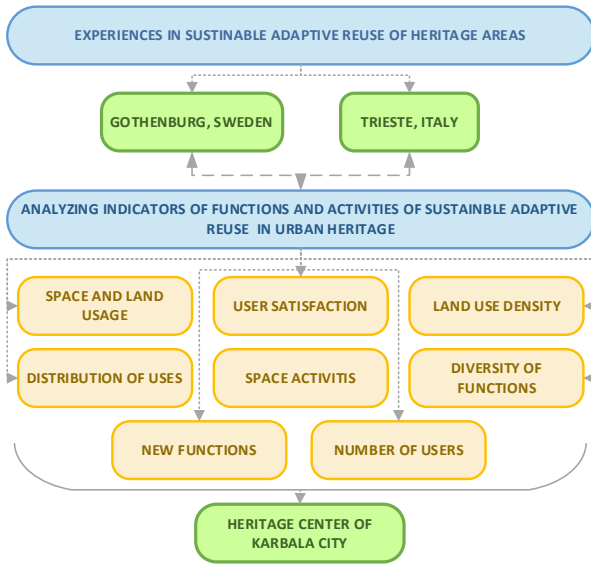 EXPERIENCES IN SUSTINABLE ADAPTIVE REUSE OF HERITAGE AREAS
GOTHENBURG, SWEDEN
TRIESTE, ITALY
ANALYZING INDICATORS OF FUNCTIONS AND ACTIVITIES OF SUSTAINBLE ADAPTIVE
REUSE IN URBAN HERITAGE
SPACE AND LAND
USAGE
USER SATISFACTION
LAND USE DENSITY
DISTRIBUTION OF USES
SPACE ACTIVITIS
DIVERSITY OF
FUNCTIONS
NEW FUNCTIONS
NUMBER OF USERS
HERITAGE CENTER OF
KARBALA CITY